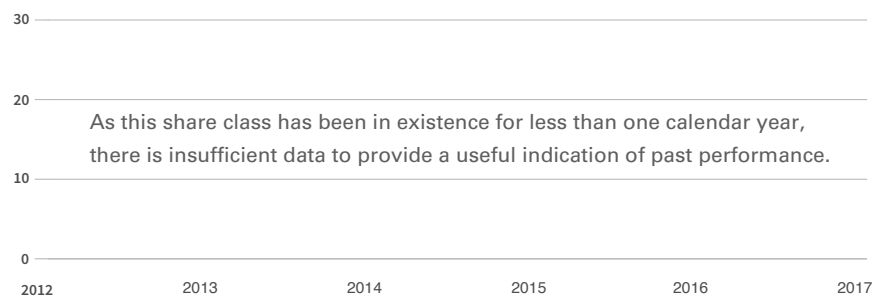 30
20
As this share class has been in existence for less than one calendar year,
there is insufficient data to provide a useful indication of past performance.
10
0
2012 2013 2014 2015 2016 2017